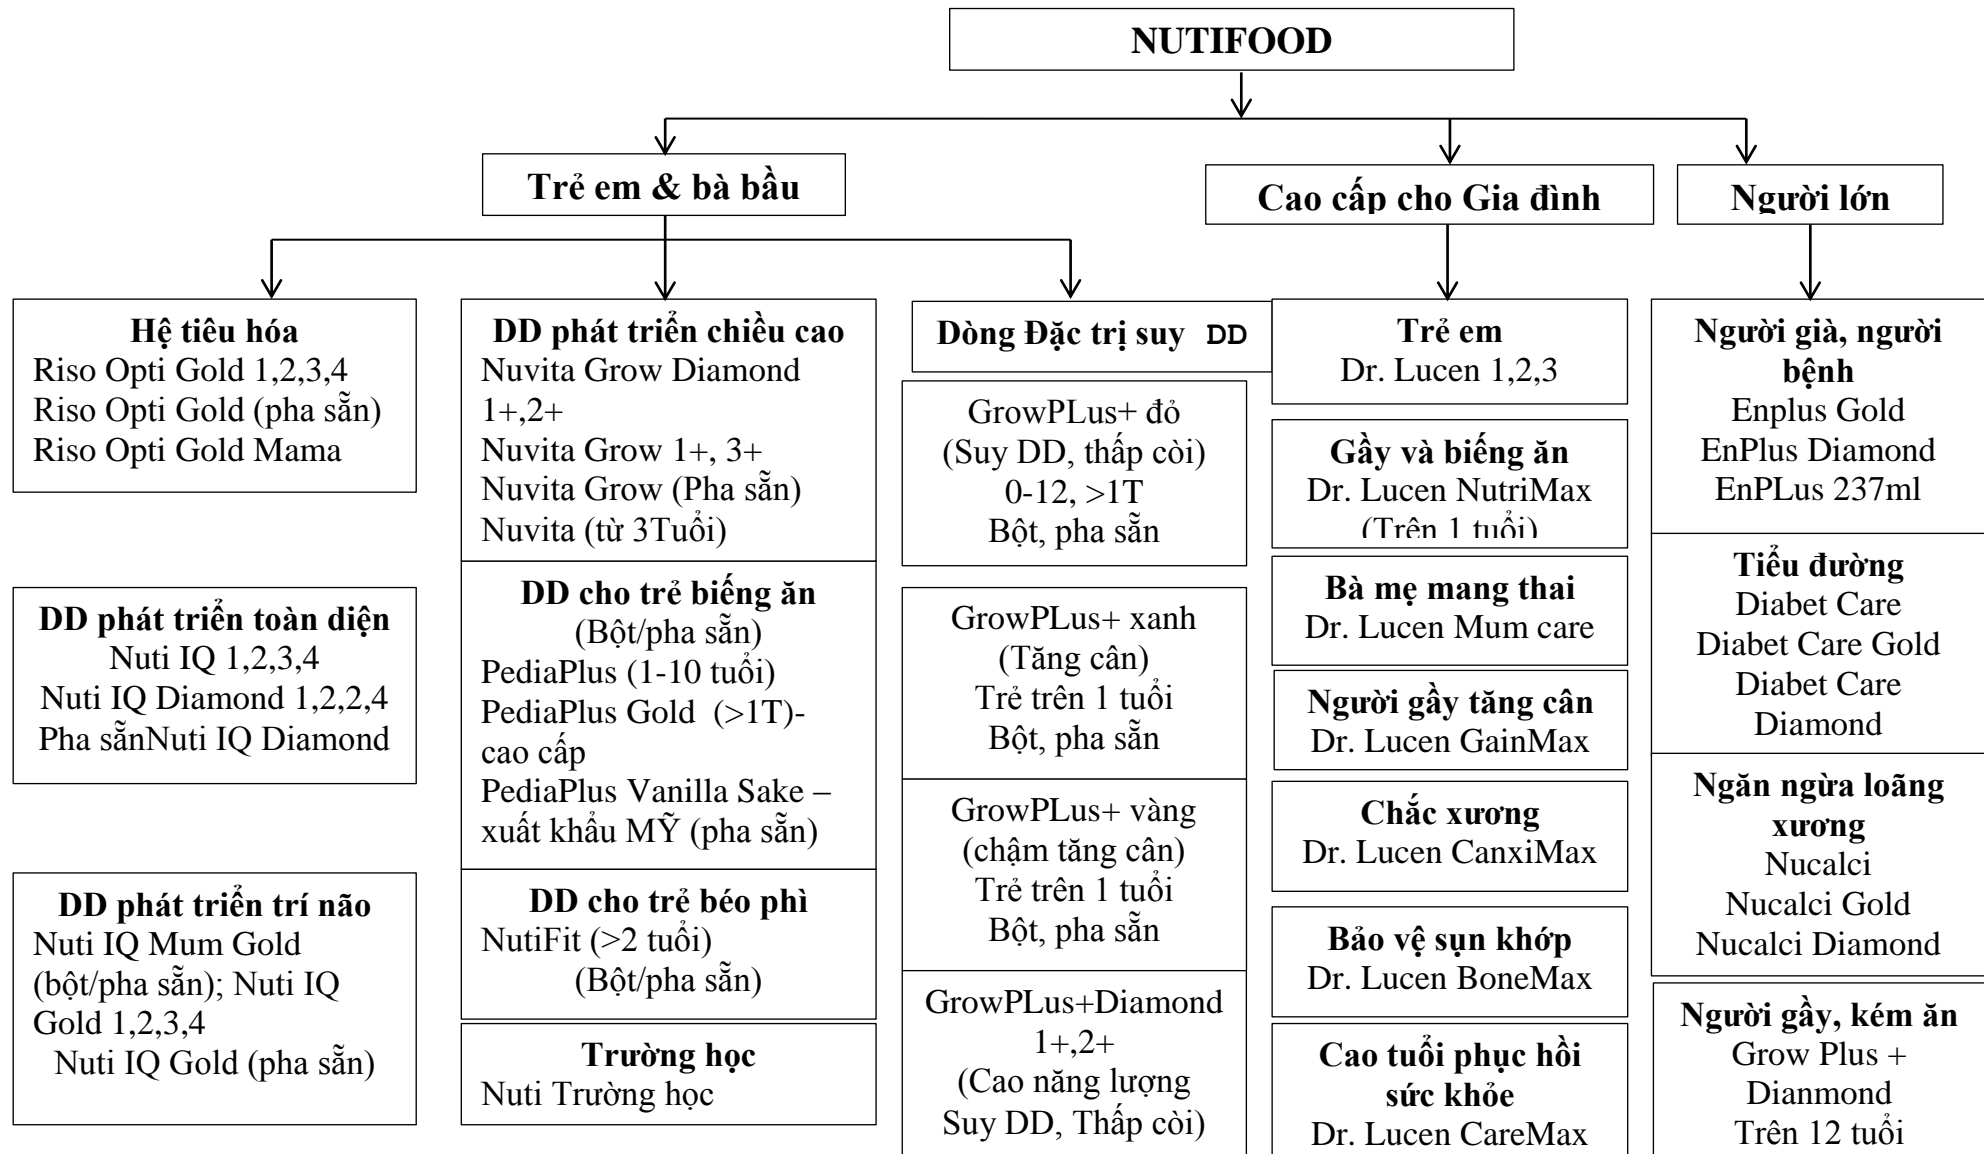 NUTIFOOD
Trẻ em & bà bầu
Cao cấp cho Gia đình
Người lớn
Hệ tiêu hóa
Riso Opti Gold 1,2,3,4
Riso Opti Gold (pha sẵn)
Riso Opti Gold Mama
DD phát triển toàn diện
Nuti IQ 1,2,3,4
Nuti IQ Diamond 1,2,2,4
Pha sẵnNuti IQ Diamond
DD phát triển trí não
Nuti IQ Mum Gold
(bột/pha sẵn); Nuti IQ
Gold 1,2,3,4
Nuti IQ Gold (pha sẵn)
DD phát triển chiều cao
Nuvita Grow Diamond
1+,2+
Nuvita Grow 1+, 3+
Nuvita Grow (Pha sẵn)
Nuvita (từ 3Tuổi)
DD cho trẻ biếng ăn
(Bột/pha sẵn)
PediaPlus (1-10 tuổi)
PediaPlus Gold (>1T)-
cao cấp
PediaPlus Vanilla Sake –
xuất khẩu MỸ (pha sẵn)
DD cho trẻ béo phì
NutiFit (>2 tuổi)
(Bột/pha sẵn)
Trường học
Nuti Trường học
Dòng Đặc trị suy DD
GrowPLus+ đỏ
(Suy DD, thấp còi)
0-12, >1T
Bột, pha sẵn
GrowPLus+ xanh
(Tăng cân)
Trẻ trên 1 tuổi
Bột, pha sẵn
GrowPLus+ vàng
(chậm tăng cân)
Trẻ trên 1 tuổi
Bột, pha sẵn
GrowPLus+Diamond
1+,2+
(Cao năng lượng
Suy DD, Thấp còi)
Trẻ em
Dr. Lucen 1,2,3
Gầy và biếng ăn
Dr. Lucen NutriMax
(Trên 1 tuổi)
Bà mẹ mang thai
Dr. Lucen Mum care
Người gầy tăng cân
Dr. Lucen GainMax
Chắc xương
Dr. Lucen CanxiMax
Bảo vệ sụn khớp
Dr. Lucen BoneMax
Cao tuổi phục hồi
sức khỏe
Dr. Lucen CareMax
Người già, người
bệnh
Enplus Gold
EnPlus Diamond
EnPLus 237ml
Tiểu đường
Diabet Care
Diabet Care Gold
Diabet Care
Diamond
Ngăn ngừa loãng
xương
Nucalci
Nucalci Gold
Nucalci Diamond
Người gầy, kém ăn
Grow Plus +
Dianmond
Trên 12 tuổi